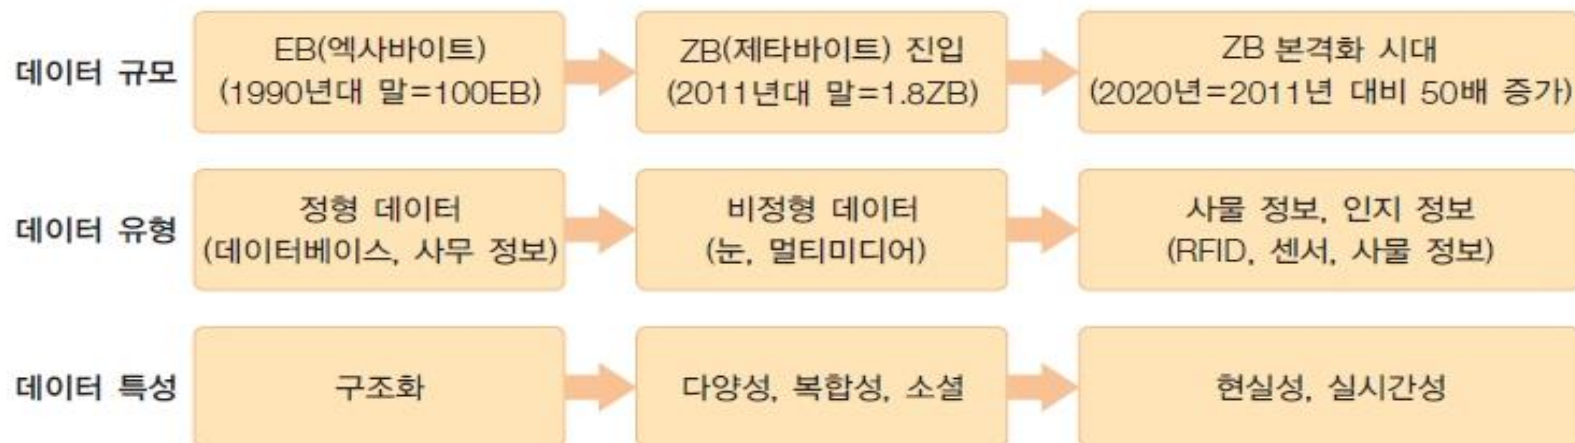 데이터 규모
EB(엑사바이트)
(1990년대 말=100EB)
ZB(제타바이트) 진입
(2011년대 말=1.8ZB)
ZB 본격화 시대
(2020년=2011년 대비 50배 증가)
데이터 유형
정형 데이터
(데이터베이스, 사무 정보)
비정형 데이터
(눈, 멀티미디어)
사물 정보, 인지 정보
(RFID, 센서, 사물 정보)
데이터 특성
구조화
다양성, 복합성, 소셜
현실성, 실시간성